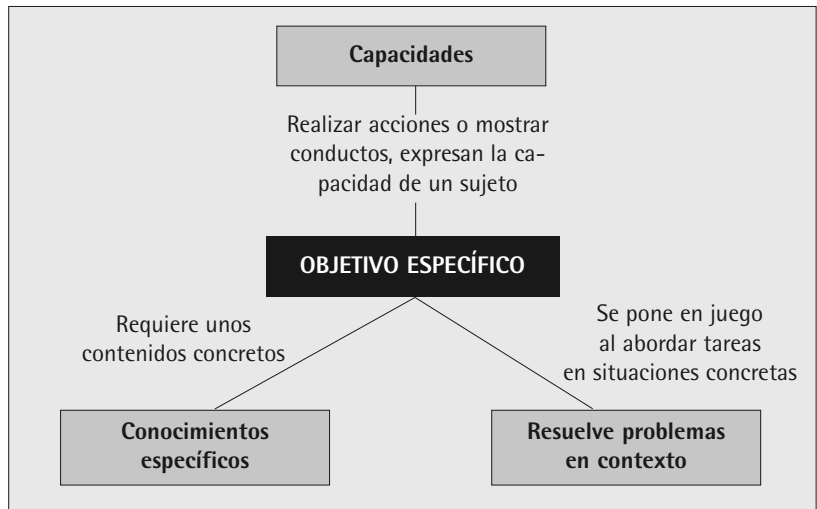 Capacidades
Realizar acciones o mostrar
conductos, expresan la ca-
pacidad de un sujeto
OBJETIVO ESPECÍFICO
Requiere unos
contenidos concretos
Se pone en juego
al abordar tareas
en situaciones concretas
Conocimientos
específicos
Resuelve problemas
en contexto